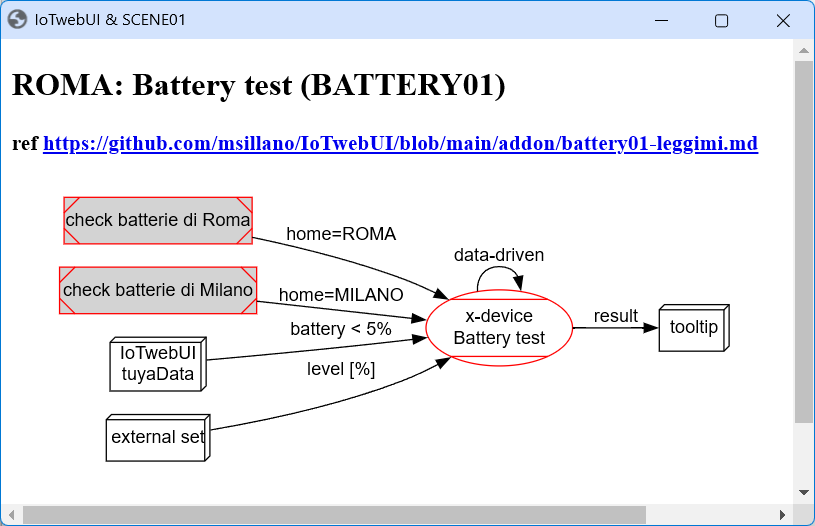 IoTwebUI & SCENE01
ROMA: Battery test (BATTERY01)
ref https://github.com/msillano/IoTwebUI/blob/main/addon/battery01-leggimi.md
check batterie di Roma
home=ROMA
data-driven
check batterie di Milano
home=MILANO
x-device
Battery test
result
tooltip
battery < 5%
IoTwebUI
tuyaData
level [%]
external set